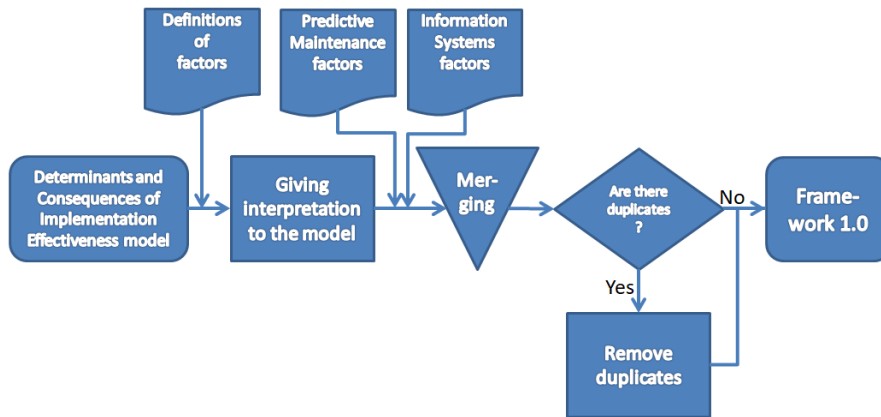 Definitions
of
factors
Predictive
Maintenance
factors
Information
Systems
factors
Determinants and
Consequences of
Implementation
Effectiveness model
Giving
interpretation
to the model
Mer-
ging
Are there
duplicates
?
No
Frame-
work 1.0
Yes
Remove
duplicates